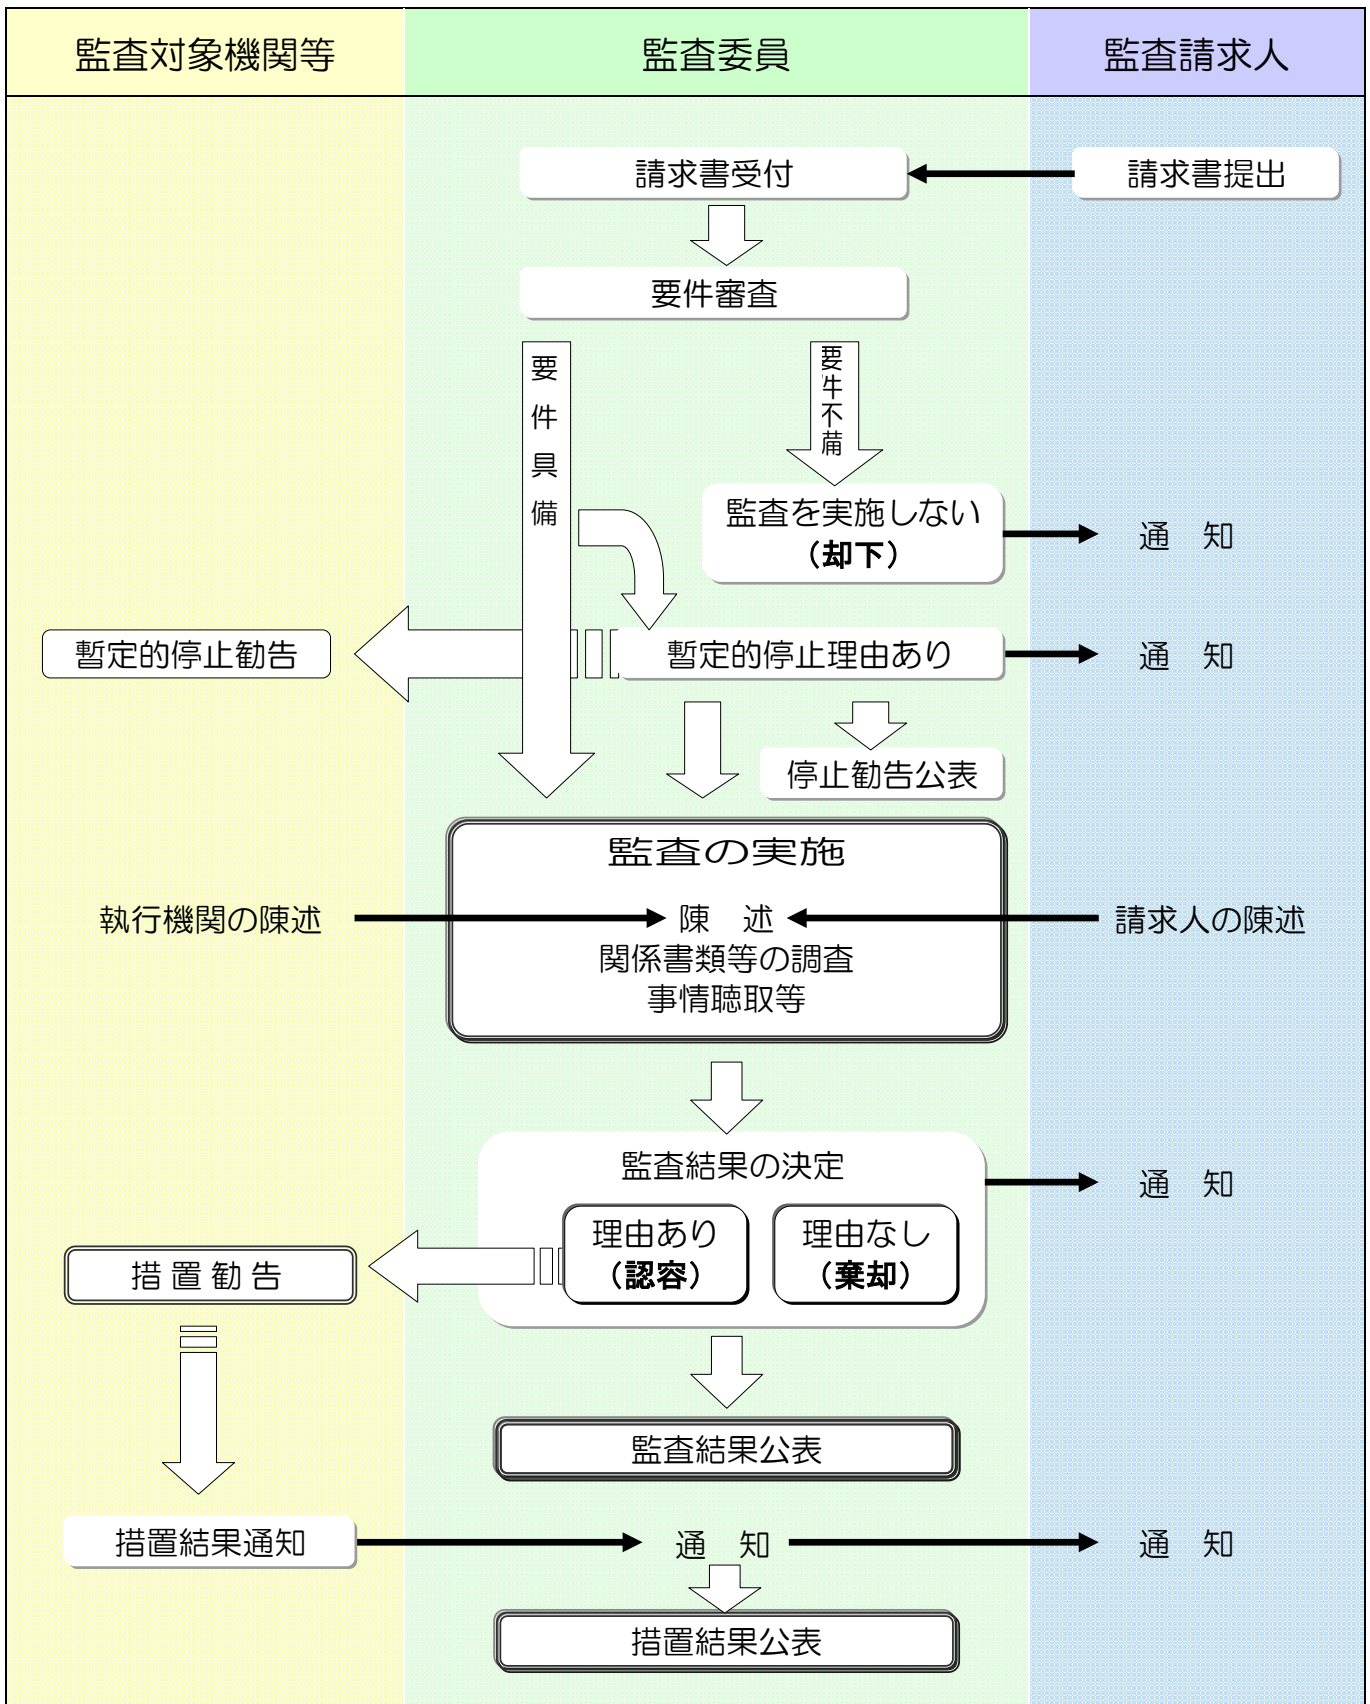 監査対象機関等
監査委員
監査請求人
請求書受付
請求書提出
要件審査
要件具備
要件不備
監査を実施しない
（却下）
通 知
暫定的停止勧告
暫定的停止理由あり
通 知
停止勧告公表
監査の実施
執行機関の陳述
陳 述
請求人の陳述
関係書類等の調査
事情聴取等
監査結果の決定
通 知
理由あり
（認容）
理由なし
（棄却）
措置勧告
監査結果公表
措置結果通知
通 知
通 知
措置結果公表